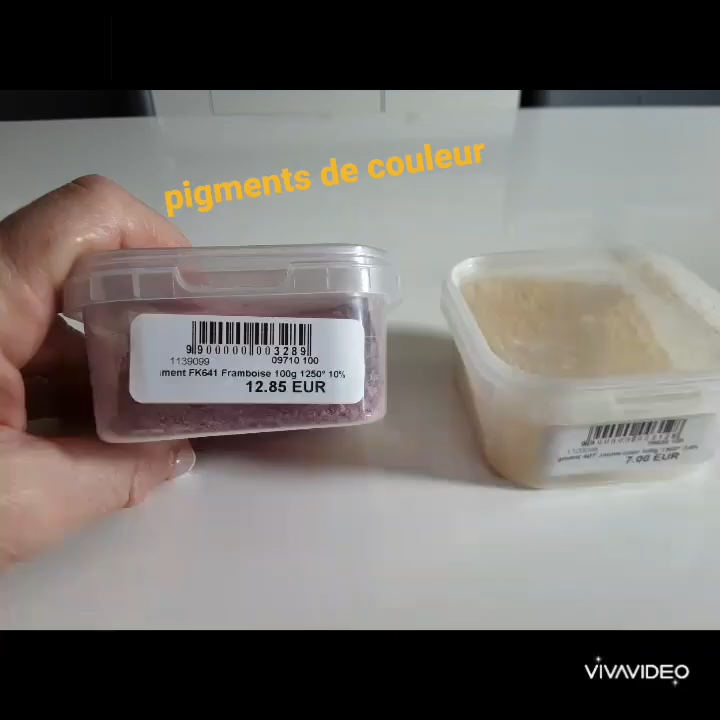 pigments de couleur
9 900000 003289
1139099 09710 100
ment FK641 Framboise 100g 1250° 10%
12.85 EUR
7.00 EUR
VIVAVIDEO